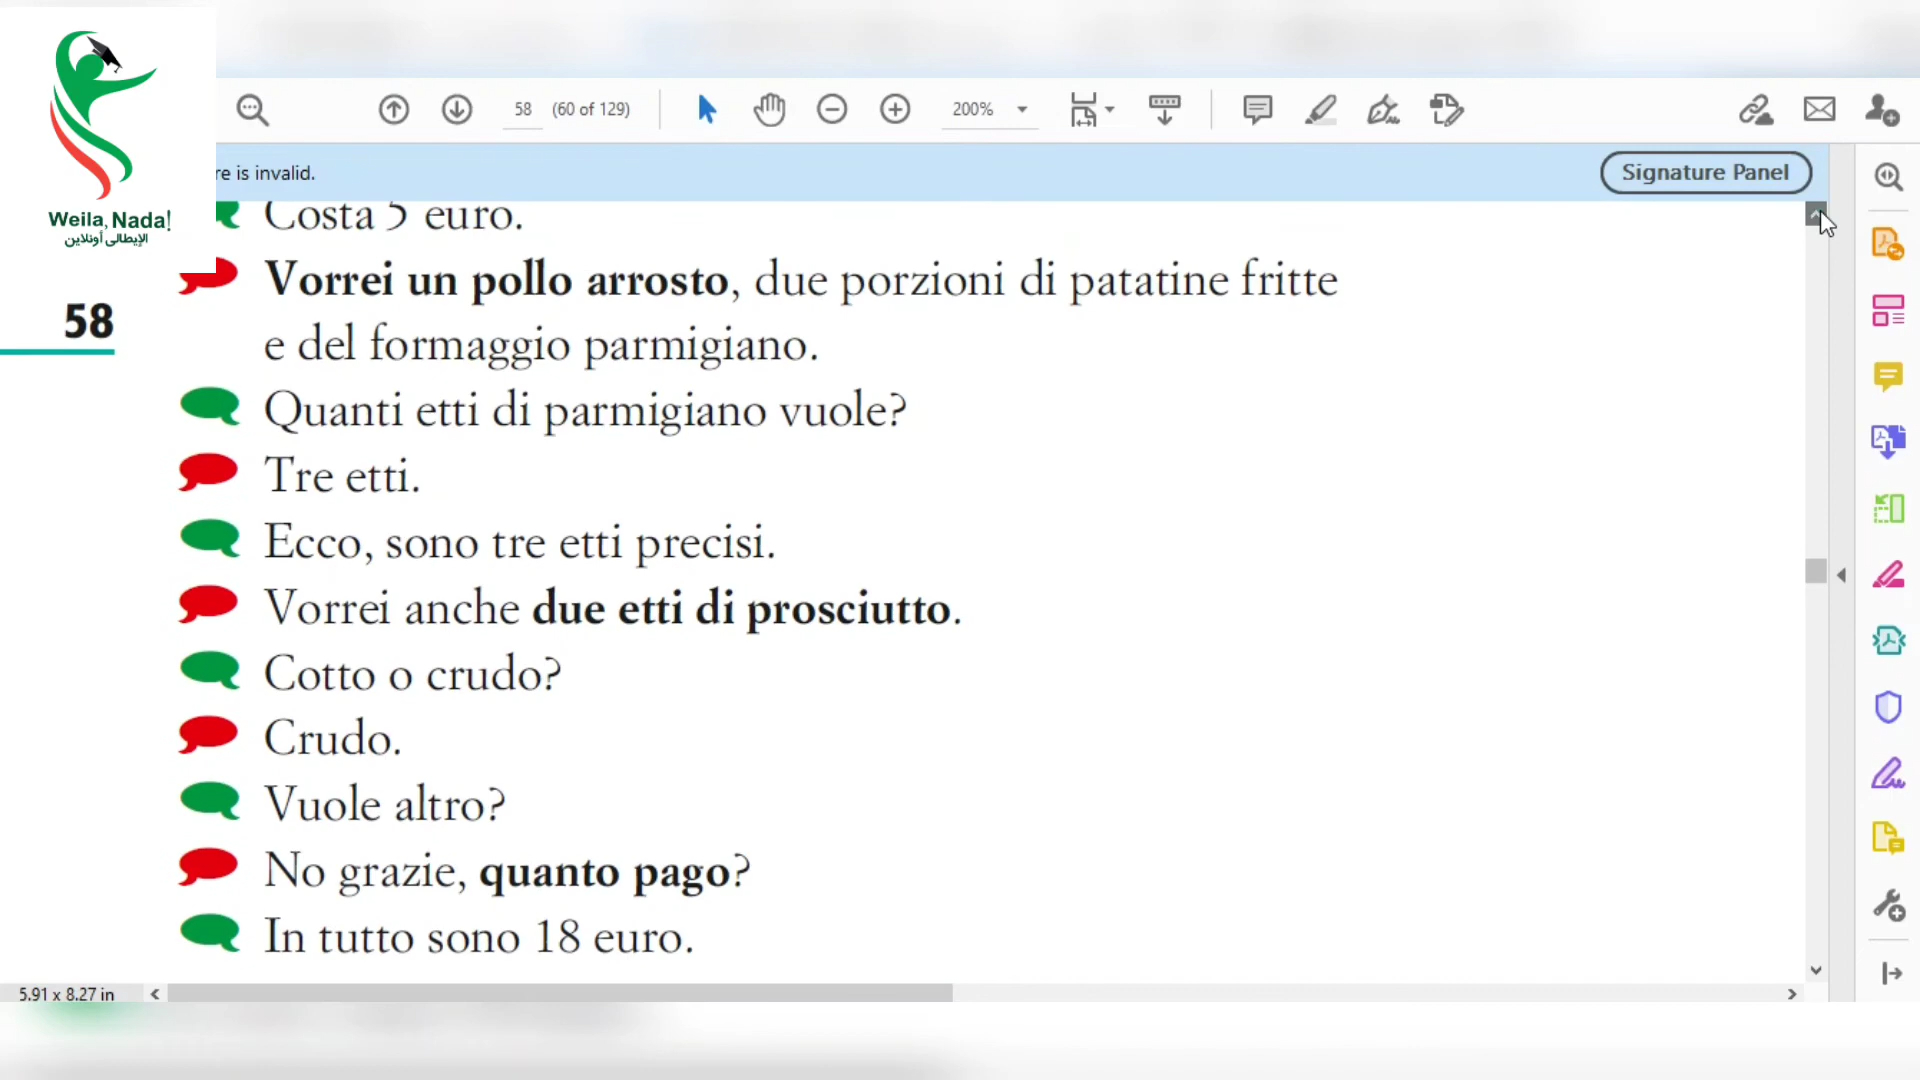 58 (60 of 129) 200%
re is invalid. Signature Panel
Weila, Nada!
الإيطالى أونلاين
Costa 5 euro.
Vorrei un pollo arrosto, due porzioni di patatine fritte
58
e del formaggio parmigiano.
Quanti etti di parmigiano vuole?
Tre etti.
Ecco, sono tre etti precisi.
Vorrei anche due etti di prosciutto.
Cotto o crudo?
Crudo.
Vuole altro?
No grazie, quanto pago?
In tutto sono 18 euro.
5.91 x 8.27 in